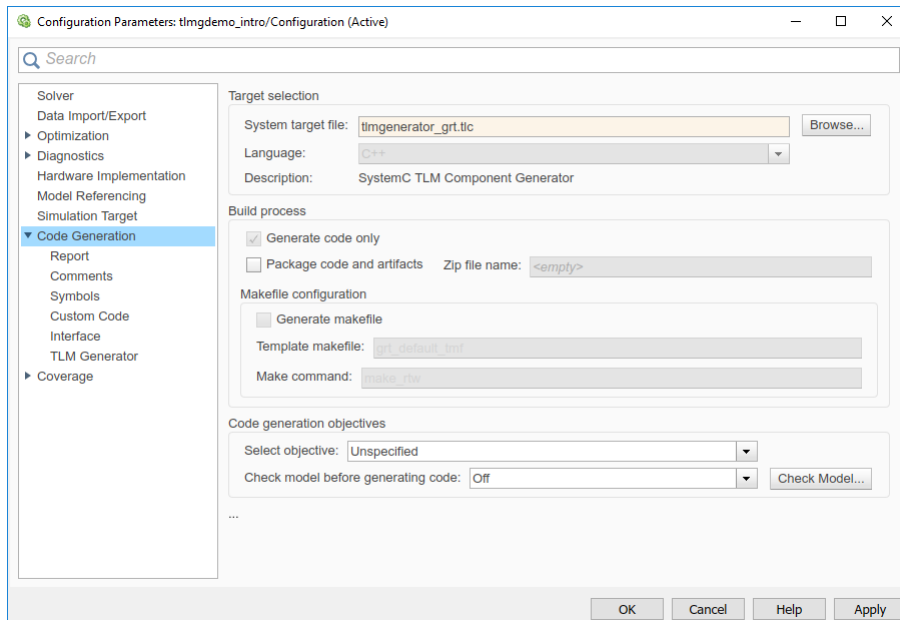 Configuration Parameters: tlmgdemo_intro/Configuration (Active)
Search
Solver
Data Import/Export
Optimization
Diagnostics
Hardware Implementation
Model Referencing
Simulation Target
Code Generation
Report
Comments
Symbols
Custom Code
Interface
TLM Generator
Coverage
Target selection
System target file: tlmgenerator_grt.tlc Browse...
Language: C++
Description: SystemC TLM Component Generator
Build process
Generate code only
Package code and artifacts Zip file name: <empty>
Makefile configuration
Generate makefile
Template makefile: grt_default_tmf
Make command: make_rtw
Code generation objectives
Select objective: Unspecified
Check model before generating code: Off Check Model...
...
OK Cancel Help Apply